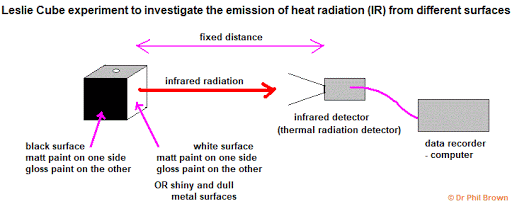 Leslie Cube experiment to investigate the emission of heat radiation (IR) from different surfaces
fixed distance
infrared radiation
infrared detector
(thermal radiation detector)
data recorder
- computer
black surface
matt paint on one side
gloss paint on the other
white surface
matt paint on one side
gloss paint on the other
OR shiny and dull
metal surfaces
© Dr Phil Brown